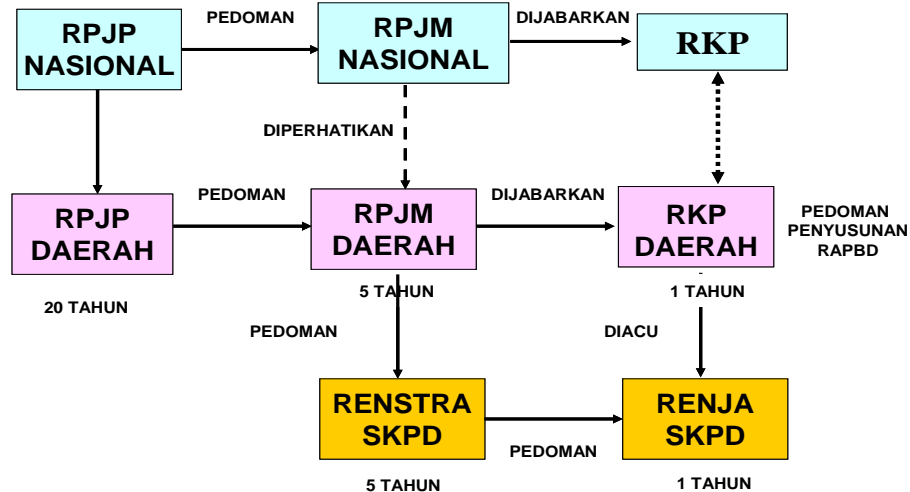 RPJP
NASIONAL
PEDOMAN
RPJM
NASIONAL
DIJABARKAN
RKP
DIPERHATIKAN
RPJP
DAERAH
PEDOMAN
RPJM
DAERAH
DIJABARKAN
RKP
DAERAH
PEDOMAN
PENYUSUNAN
RAPBD
20 TAHUN
5 TAHUN
1 TAHUN
PEDOMAN
DIACU
RENSTRA
SKPD
PEDOMAN
RENJA
SKPD
5 TAHUN
1 TAHUN